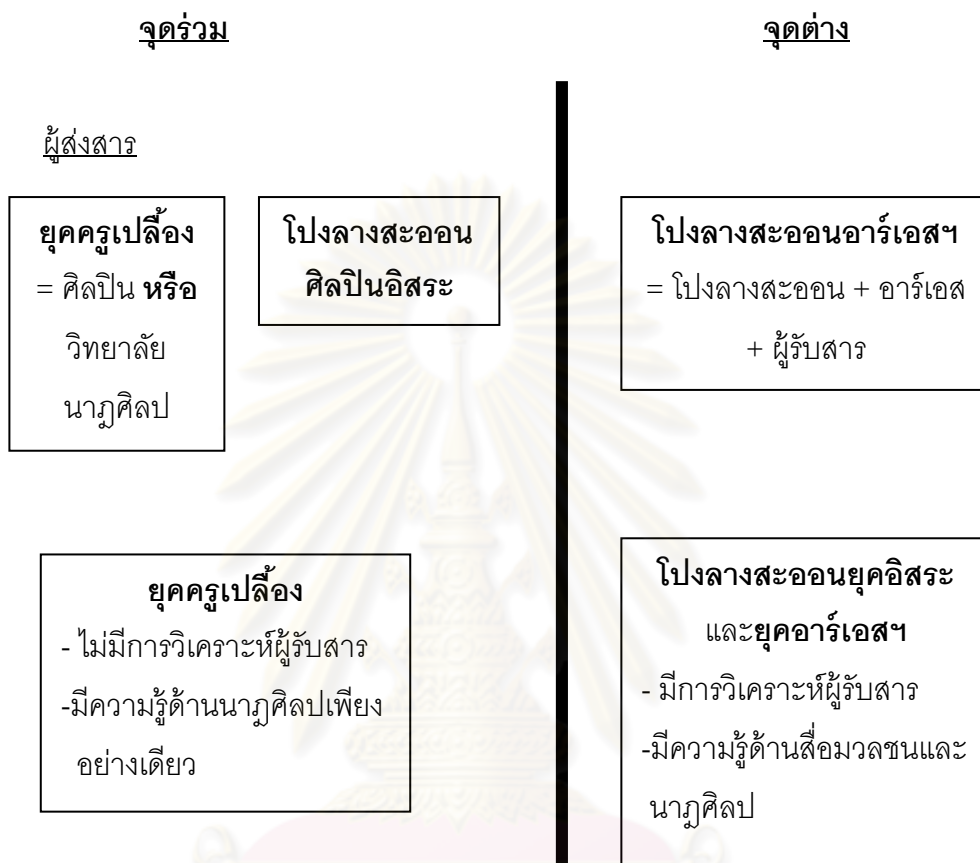 จุดร่วม
จุดต่าง
ผู้ส่งสาร
ยุคครูเปลื้อง
= ศิลปิน หรือ
วิทยาลัย
นาฏศิลป
โปงลางสะออน
ศิลปินอิสระ
โปงลางสะออนอาร์เอสฯ
= โปงลางสะออน + อาร์เอส
+ ผู้รับสาร
ยุคครูเปลื้อง
- ไม่มีการวิเคราะห์ผู้รับสาร
-มีความรู้ด้านนาฏศิลปเพียง
อย่างเดียว
โปงลางสะออนยุคอิสระ
และยุคอาร์เอสฯ
- มีการวิเคราะห์ผู้รับสาร
-มีความรู้ด้านสื่อมวลชนและ
นาฏศิลป